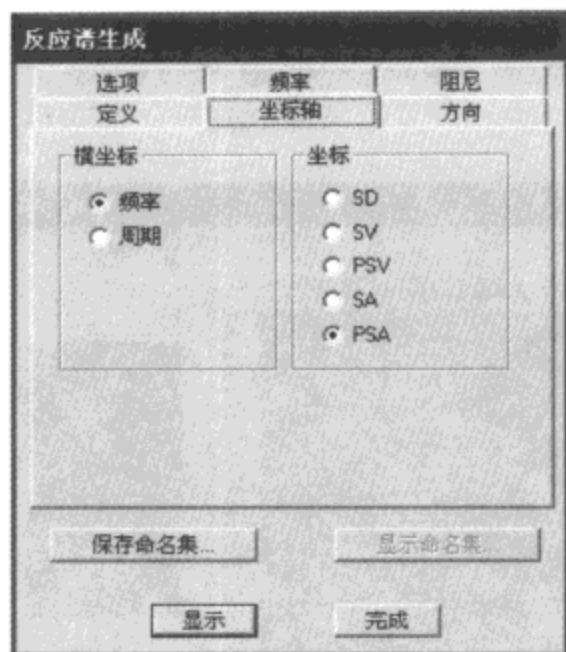 反应谱生成
选项 频率 阻尼
定义 坐标轴 方向
横坐标 坐标
频率
周期
SD
SV
PSV
SA
PSA
保存命名集... 显示命名集...
显示 完成